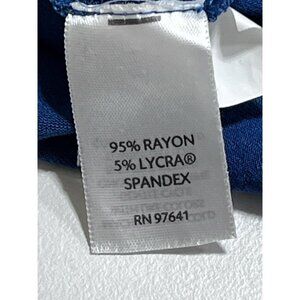 95% RAYON
5% LYCRA®
SPANDEX
RN 97641